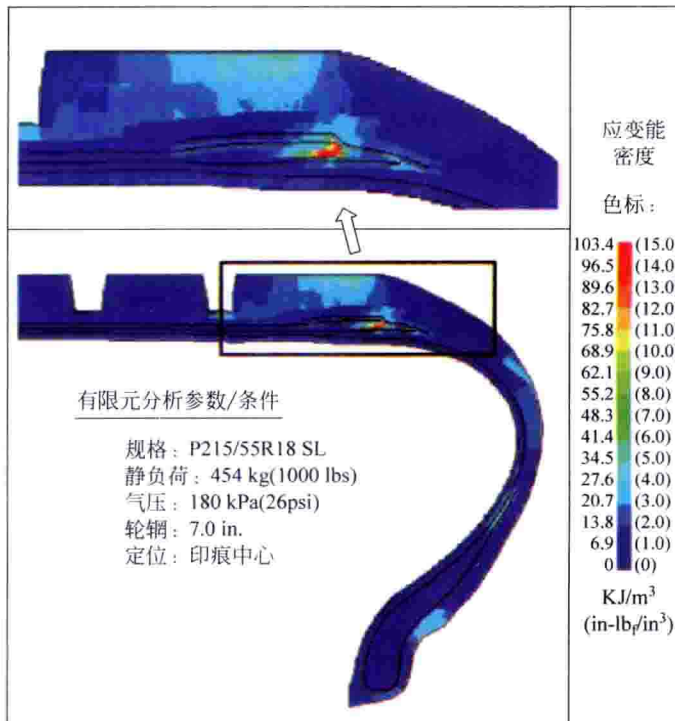 有限元分析参数/条件
规格：P215/55R18 SL
静负荷：454 kg(1000 lbs)
气压：180 kPa(26psi)
轮辋：7.0 in.
定位：印痕中心
应变能
密度
色标：
103.4 (15.0
96.5 (14.0
89.6 (13.0
82.7 (12.0
75.8 (11.0
68.9 (10.0
62.1 (9.0)
55.2 (8.0)
48.3 (7.0)
41.4 (6.0)
34.5 (5.0)
27.6 (4.0)
20.7 (3.0)
13.8 (2.0)
6.9 (1.0)
0 (0)
KJ/m³
(in-lbf/in³)